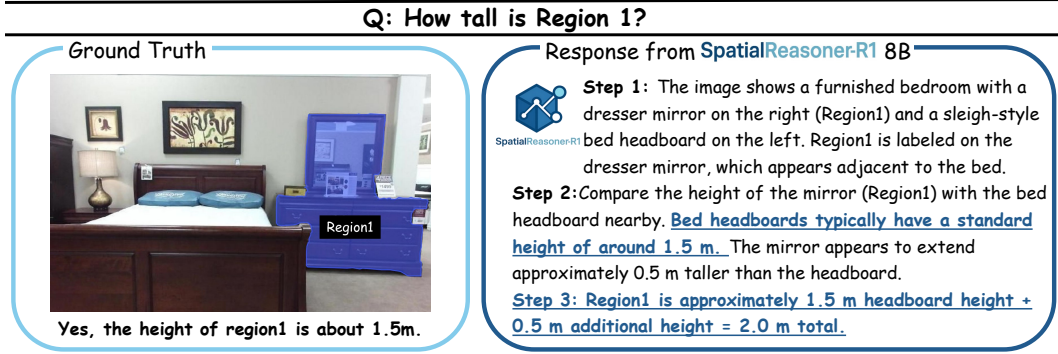 Q: How tall is Region 1?
Ground Truth
Region1
Yes, the height of region1 is about 1.5m.
Response from SpatialReasoner-R1 8B
SpatialReasoner-R1
Step 1: The image shows a furnished bedroom with a
dresser mirror on the right (Region1) and a sleigh-style
bed headboard on the left. Region1 is labeled on the
dresser mirror, which appears adjacent to the bed.
Step 2:Compare the height of the mirror (Region1) with the bed
headboard nearby. Bed headboards typically have a standard
height of around 1.5 m. The mirror appears to extend
approximately 0.5 m taller than the headboard.
Step 3: Region1 is approximately 1.5 m headboard height +
0.5 m additional height = 2.0 m total.